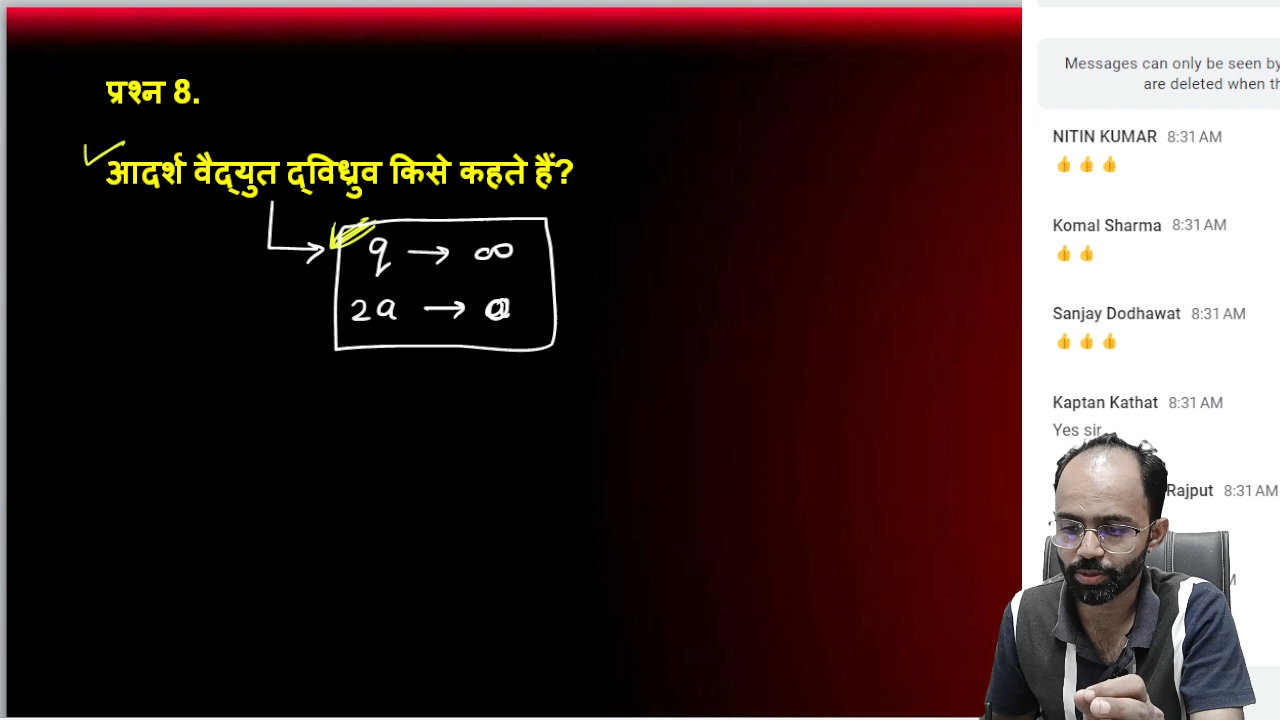 प्रश्न 8.
आदर्श वैद्युत द्विध्रुव किसे कहते हैं?
q → ∞
2a →
Messages can only be seen by
are deleted when th
NITIN KUMAR 8:31 AM
👍 👍 👍
Komal Sharma 8:31 AM
👍 👍
Sanjay Dodhawat 8:31 AM
👍 👍 👍
Kaptan Kathat 8:31 AM
Yes sir
Rajput 8:31 AM
M